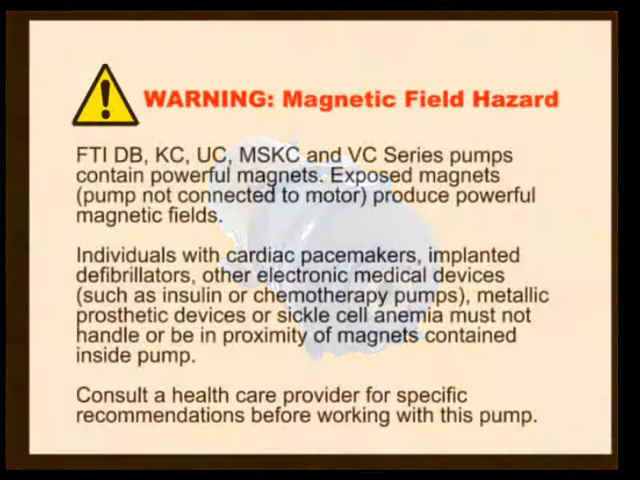 WARNING: Magnetic Field Hazard
FTI DB, KC, UC, MSKC and VC Series pumps
contain powerful magnets. Exposed magnets
(pump not connected to motor) produce powerful
magnetic fields.
Individuals with cardiac pacemakers, implanted
defibrillators, other electronic medical devices
(such as insulin or chemotherapy pumps), metallic
prosthetic devices or sickle cell anemia must not
handle or be in proximity of magnets contained
inside pump.
Consult a health care provider for specific
recommendations before working with this pump.